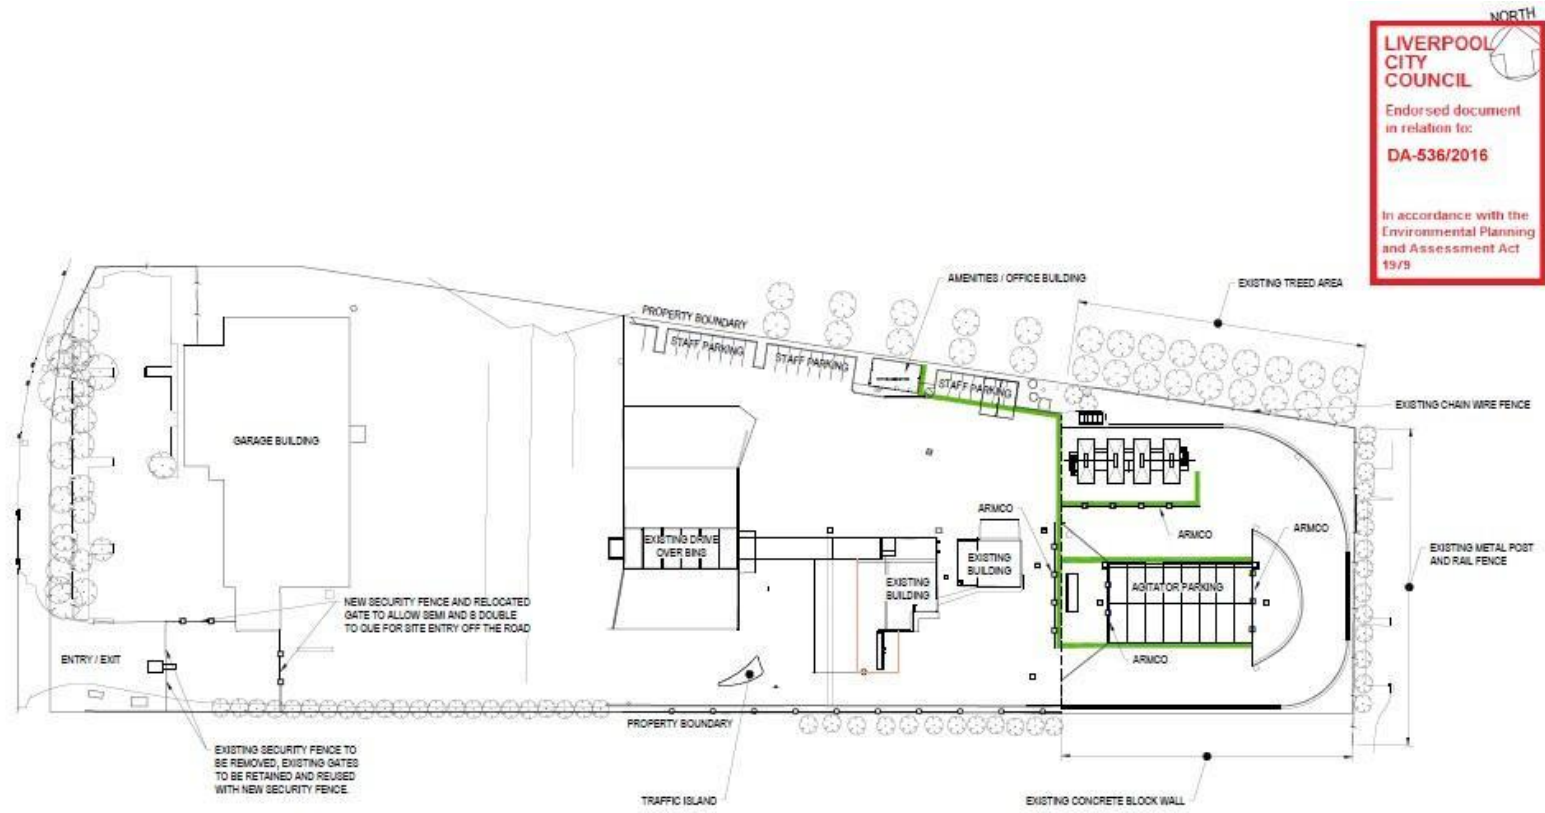 NORTH
LIVERPOOL
CITY
COUNCIL
Endorsed document
in relation to:
DA-536/2016
In accordance with the
Environmental Planning
and Assessment Act
1979
AMENITIES / OFFICE BUILDING
EXISTING TREED AREA
PROPERTY BOUNDARY
STAFF PARKING
STAFF PARKING
STAFF PARKING
EXISTING CHAIN WIRE FENCE
GARAGE BUILDING
ARMCO
ARMCO
ARMCO
EXISTING DRIVE
OVER BINS
EXISTING
BUILDING
EXISTING METAL POST
AND RAIL FENCE
EXISTING
BUILDING
AGITATOR PARKING
NEW SECURITY FENCE AND RELOCATED
GATE TO ALLOW SEMI AND B DOUBLE
TO QUE FOR SITE ENTRY OFF THE ROAD
ENTRY / EXIT
ARMCO
PROPERTY BOUNDARY
EXISTING SECURITY FENCE TO
BE REMOVED, EXISTING GATES
TO BE RETAINED AND REUSED
WITH NEW SECURITY FENCE.
TRAFFIC ISLAND
EXISTING CONCRETE BLOCK WALL